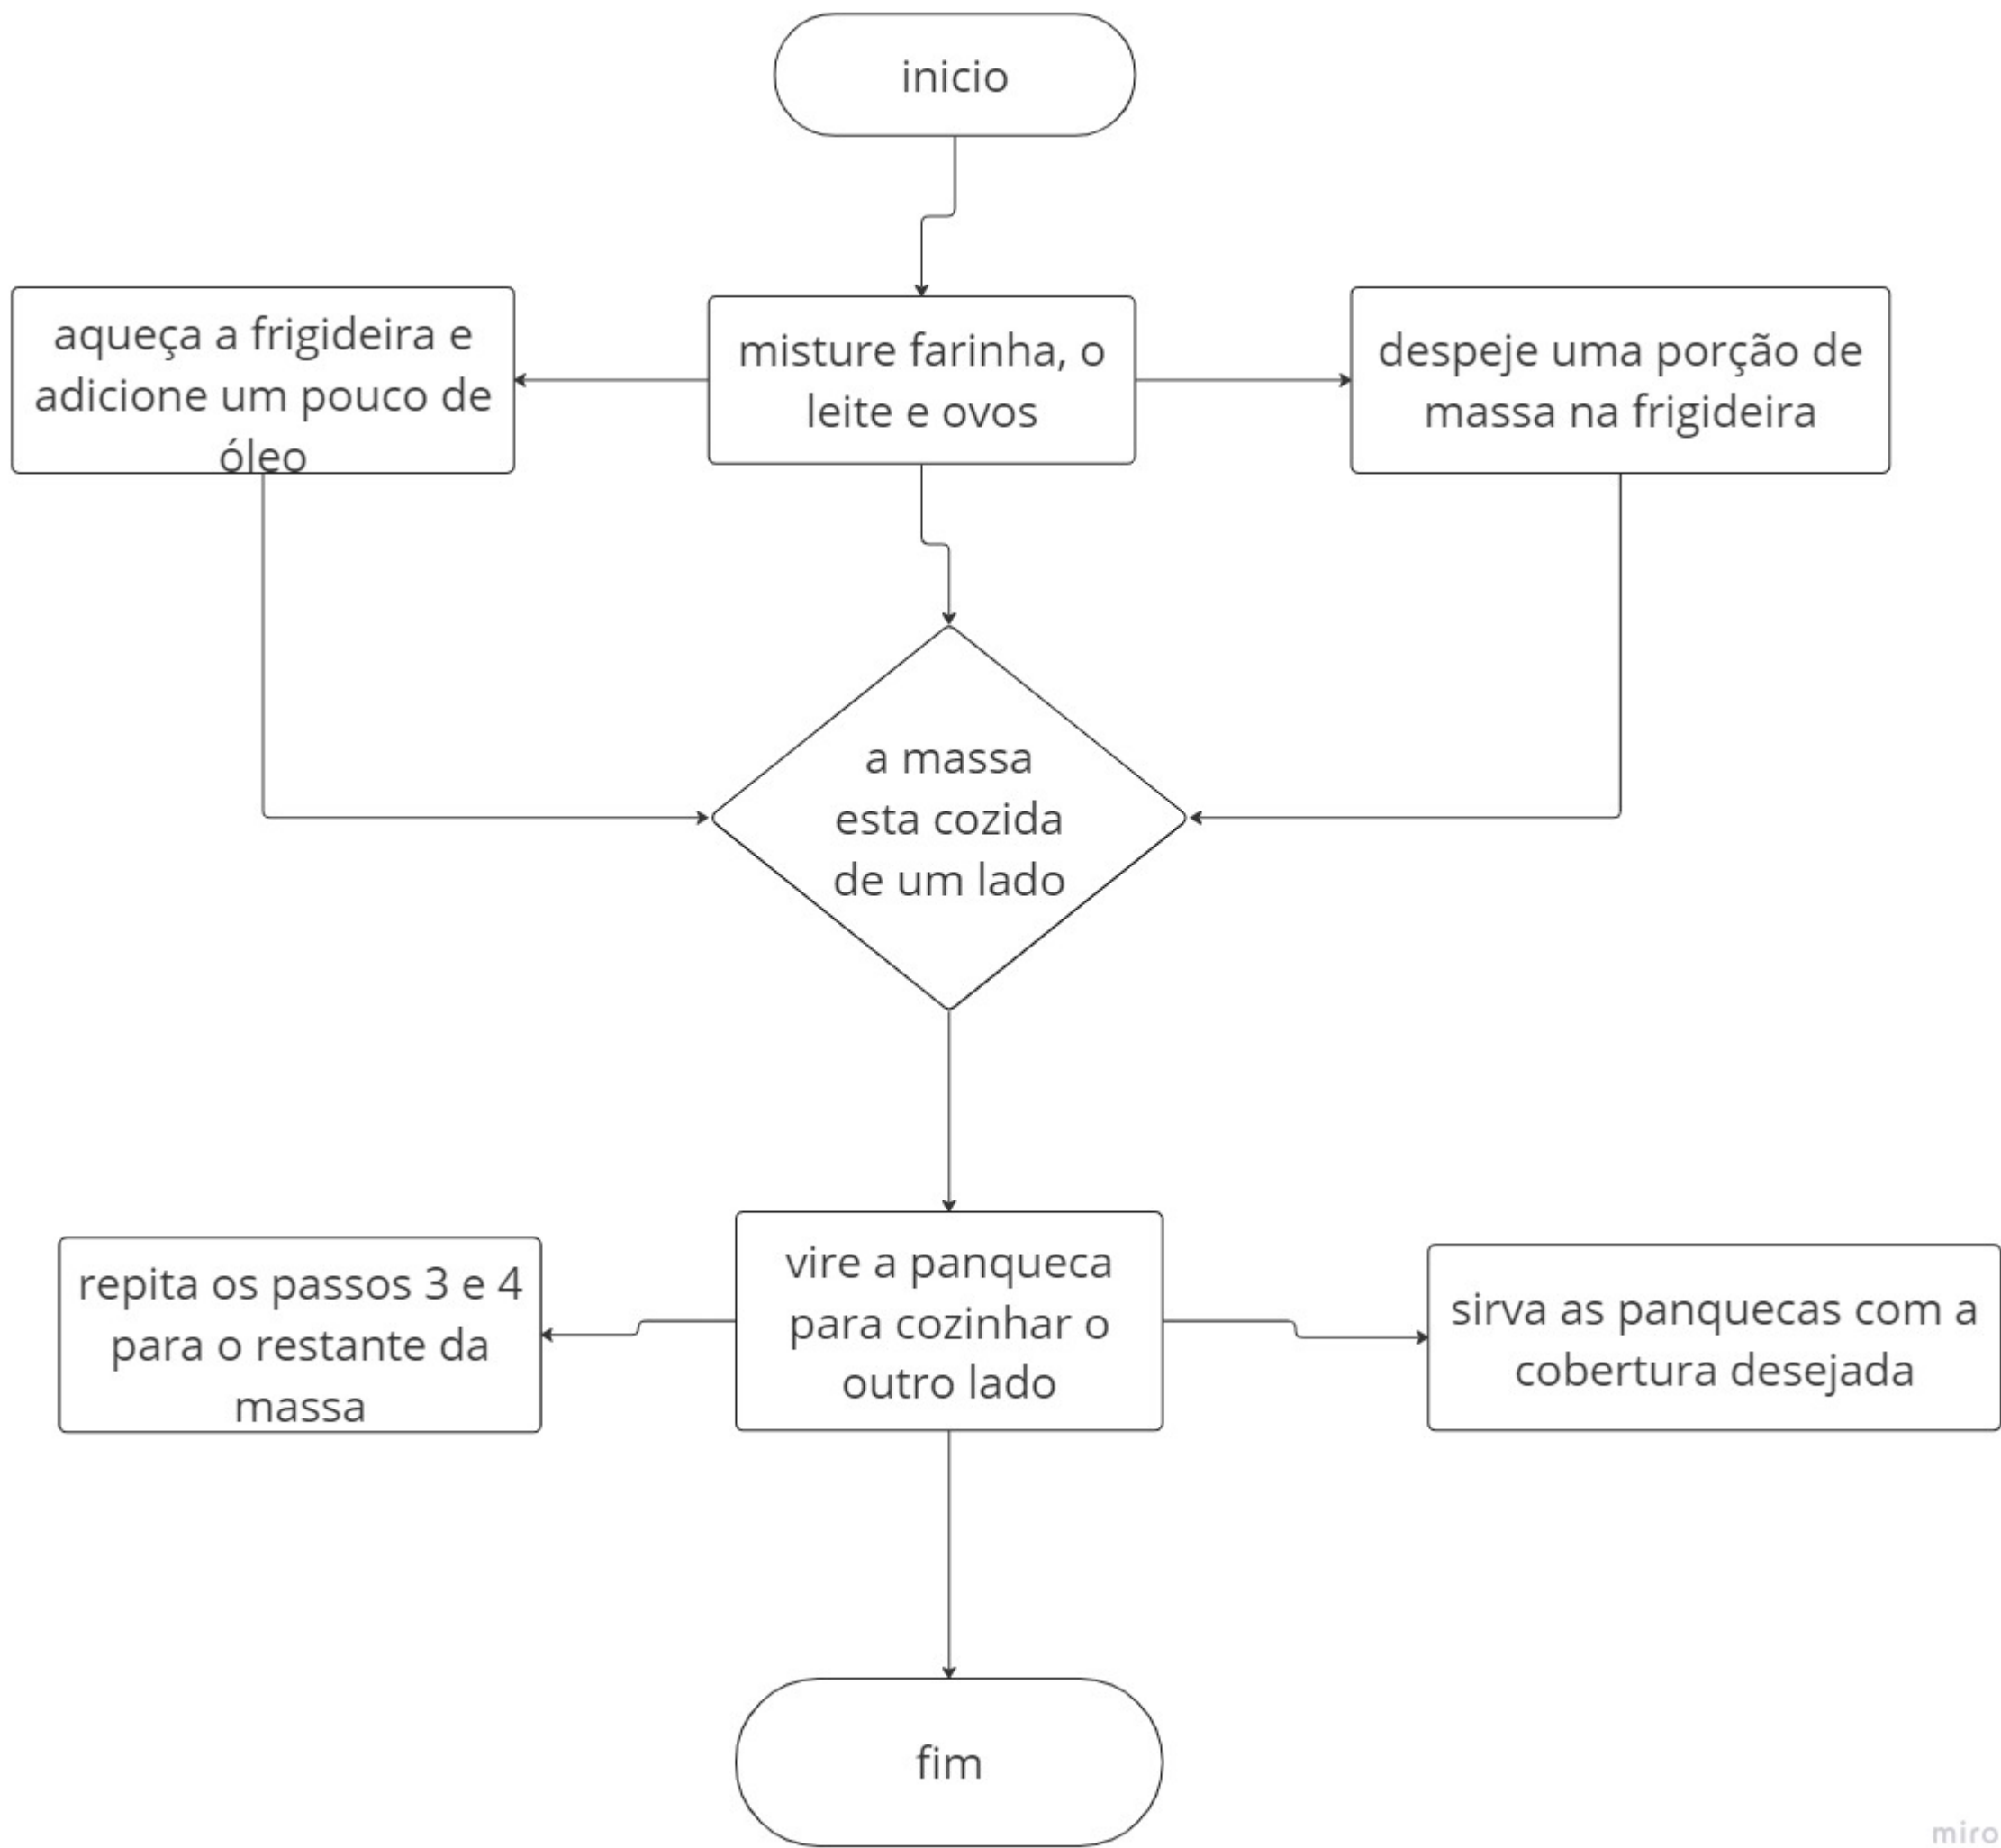 inicio
aqueça a frigideira e
adicione um pouco de
óleo
misture farinha, o
leite e ovos
despeje uma porção de
massa na frigideira
a massa
esta cozida
de um lado
repita os passos 3 e 4
para o restante da
massa
vire a panqueca
para cozinhar o
outro lado
sirva as panquecas com a
cobertura desejada
fim
miro